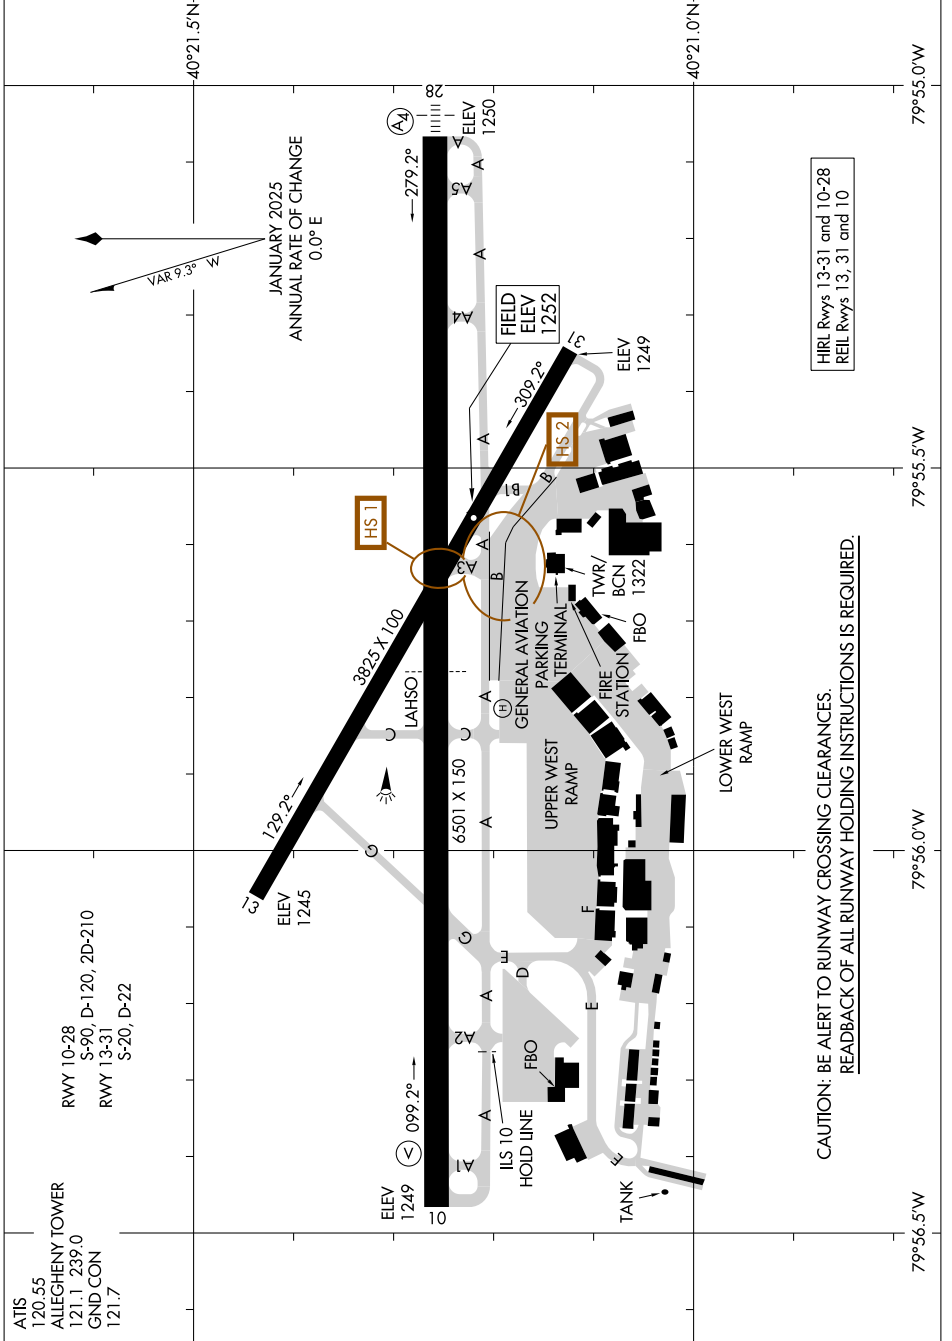 ATIS
120.55
ALLEGHENY TOWER
121.1 239.0
GND CON
121.7
RWY 10-28
S-90, D-120, 2D-210
RWY 13-31
S-20, D-22
JANUARY 2025
ANNUAL RATE OF CHANGE
0.0° E
VAR 9.3° W
40°21.5'N
40°21.0'N
79°55.0'W
79°55.5'W
79°56.0'W
79°56.5'W
13
ELEV
1245
129.2°
3825 X 100
G
C
LAHSO
HS 1
ELEV
1249
10
V
099.2°
6501 X 150
279.2°
A4
28
ELEV
1250
FIELD
ELEV
1252
309.2°
31
ELEV
1249
HS 2
A1
A
A2
A
G
A
C
A
A3
A
A
A4
A
A5
A
A
B
B1
B
H
ILS 10
HOLD LINE
FBO
D
E
E
E
F
TANK
UPPER WEST
RAMP
GENERAL AVIATION
PARKING
TERMINAL
FIRE
STATION
FBO
TWR/
BCN
1322
LOWER WEST
RAMP
HIRL Rwys 13-31 and 10-28
REIL Rwys 13, 31 and 10
CAUTION: BE ALERT TO RUNWAY CROSSING CLEARANCES.
READBACK OF ALL RUNWAY HOLDING INSTRUCTIONS IS REQUIRED.